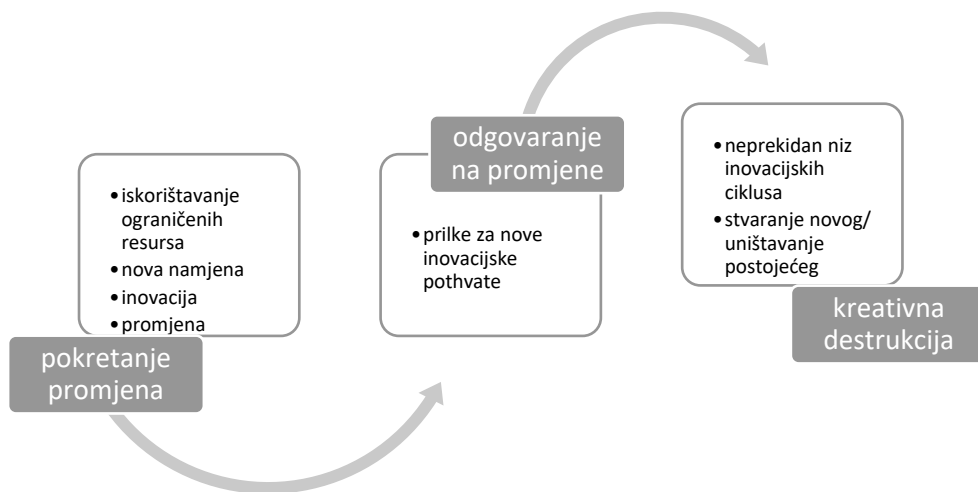 •iskorištavanje
ograničenih
resursa
•nova namjena
•inovacija
•promjena
pokretanje
promjena
odgovaranje
na promjene
•prilke za nove
inovacijske
pothvate
•neprekidan niz
inovacijskih
ciklusa
•stvaranje novog/
uništavanje
postojećeg
kreativna
destrukcija